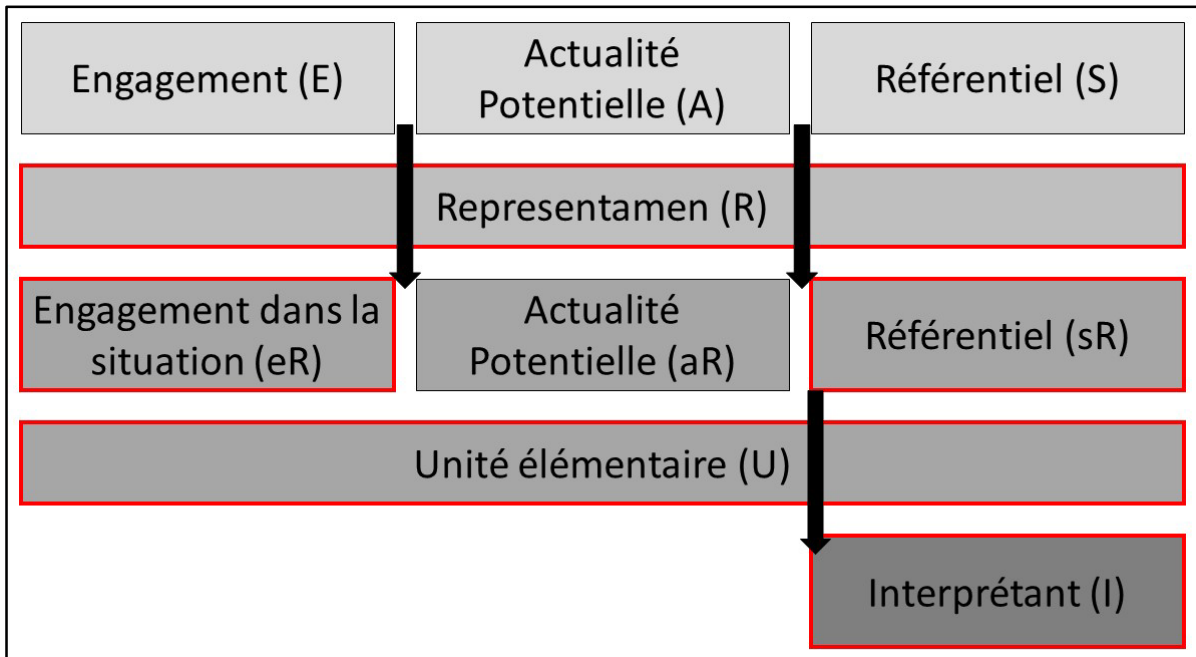 Engagement (E)
Actualité
Potentielle (A)
Référentiel (S)
Representamen (R)
Engagement dans la
situation (eR)
Actualité
Potentielle (aR)
Référentiel (sR)
Unité élémentaire (U)
Interprétant (I)